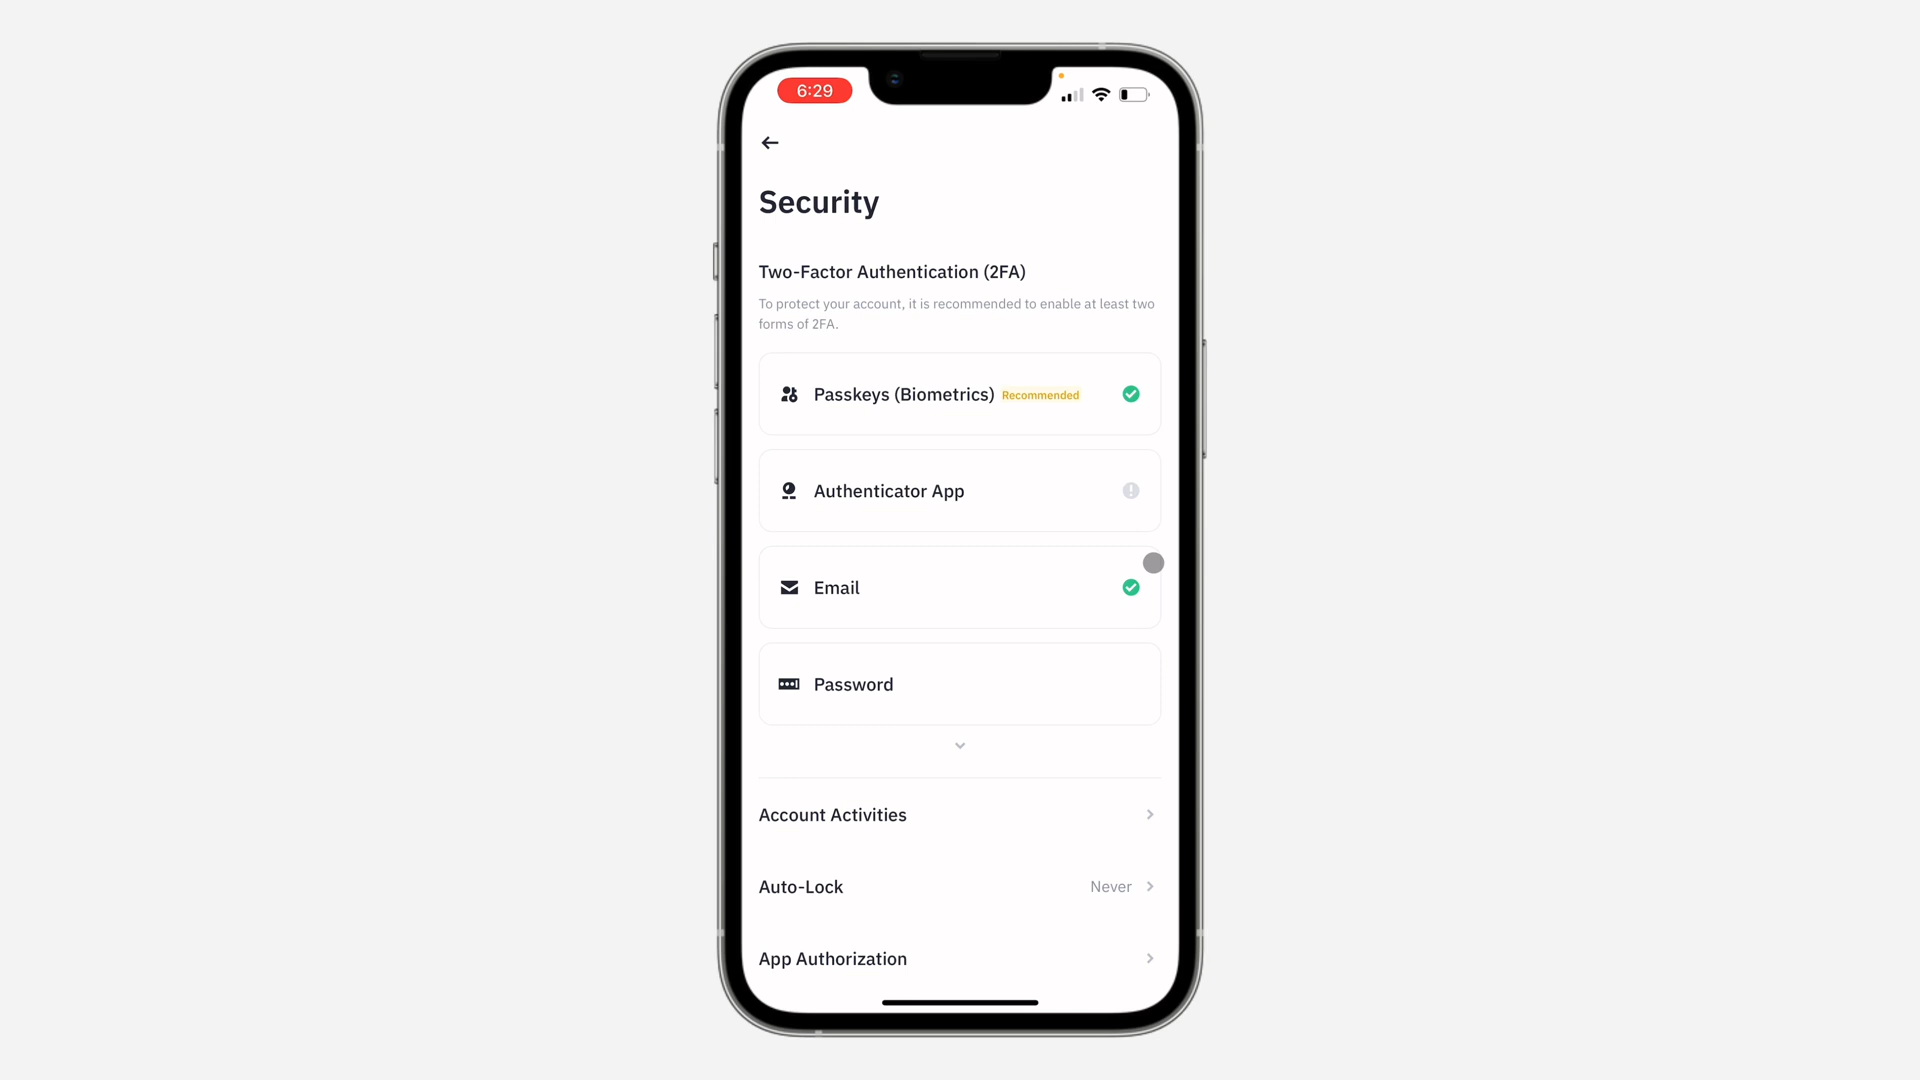 6:29
Security
Two-Factor Authentication (2FA)
To protect your account, it is recommended to enable at least two
forms of 2FA.
Passkeys (Biometrics) Recommended
Authenticator App
Email
Password
Account Activities
Auto-Lock Never
App Authorization